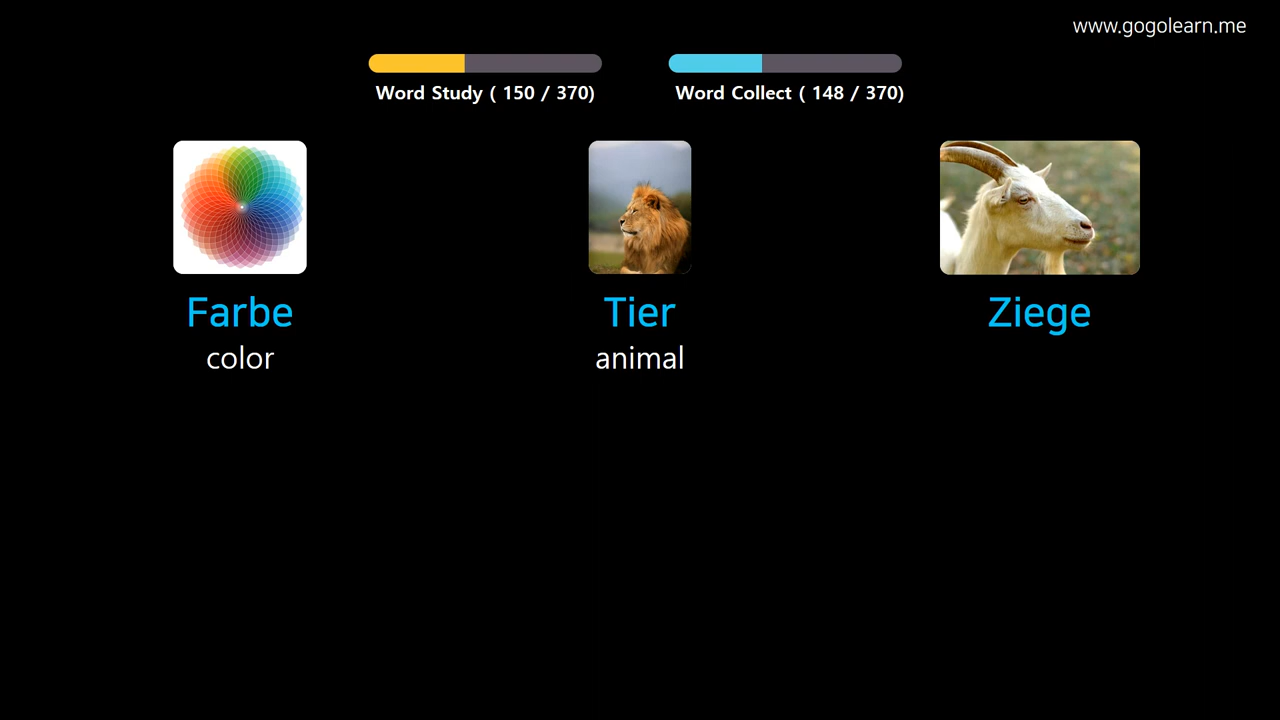 www.gogolearn.me
Word Study ( 150 / 370)
Word Collect ( 148 / 370)
Farbe
Tier
Ziege
color
animal